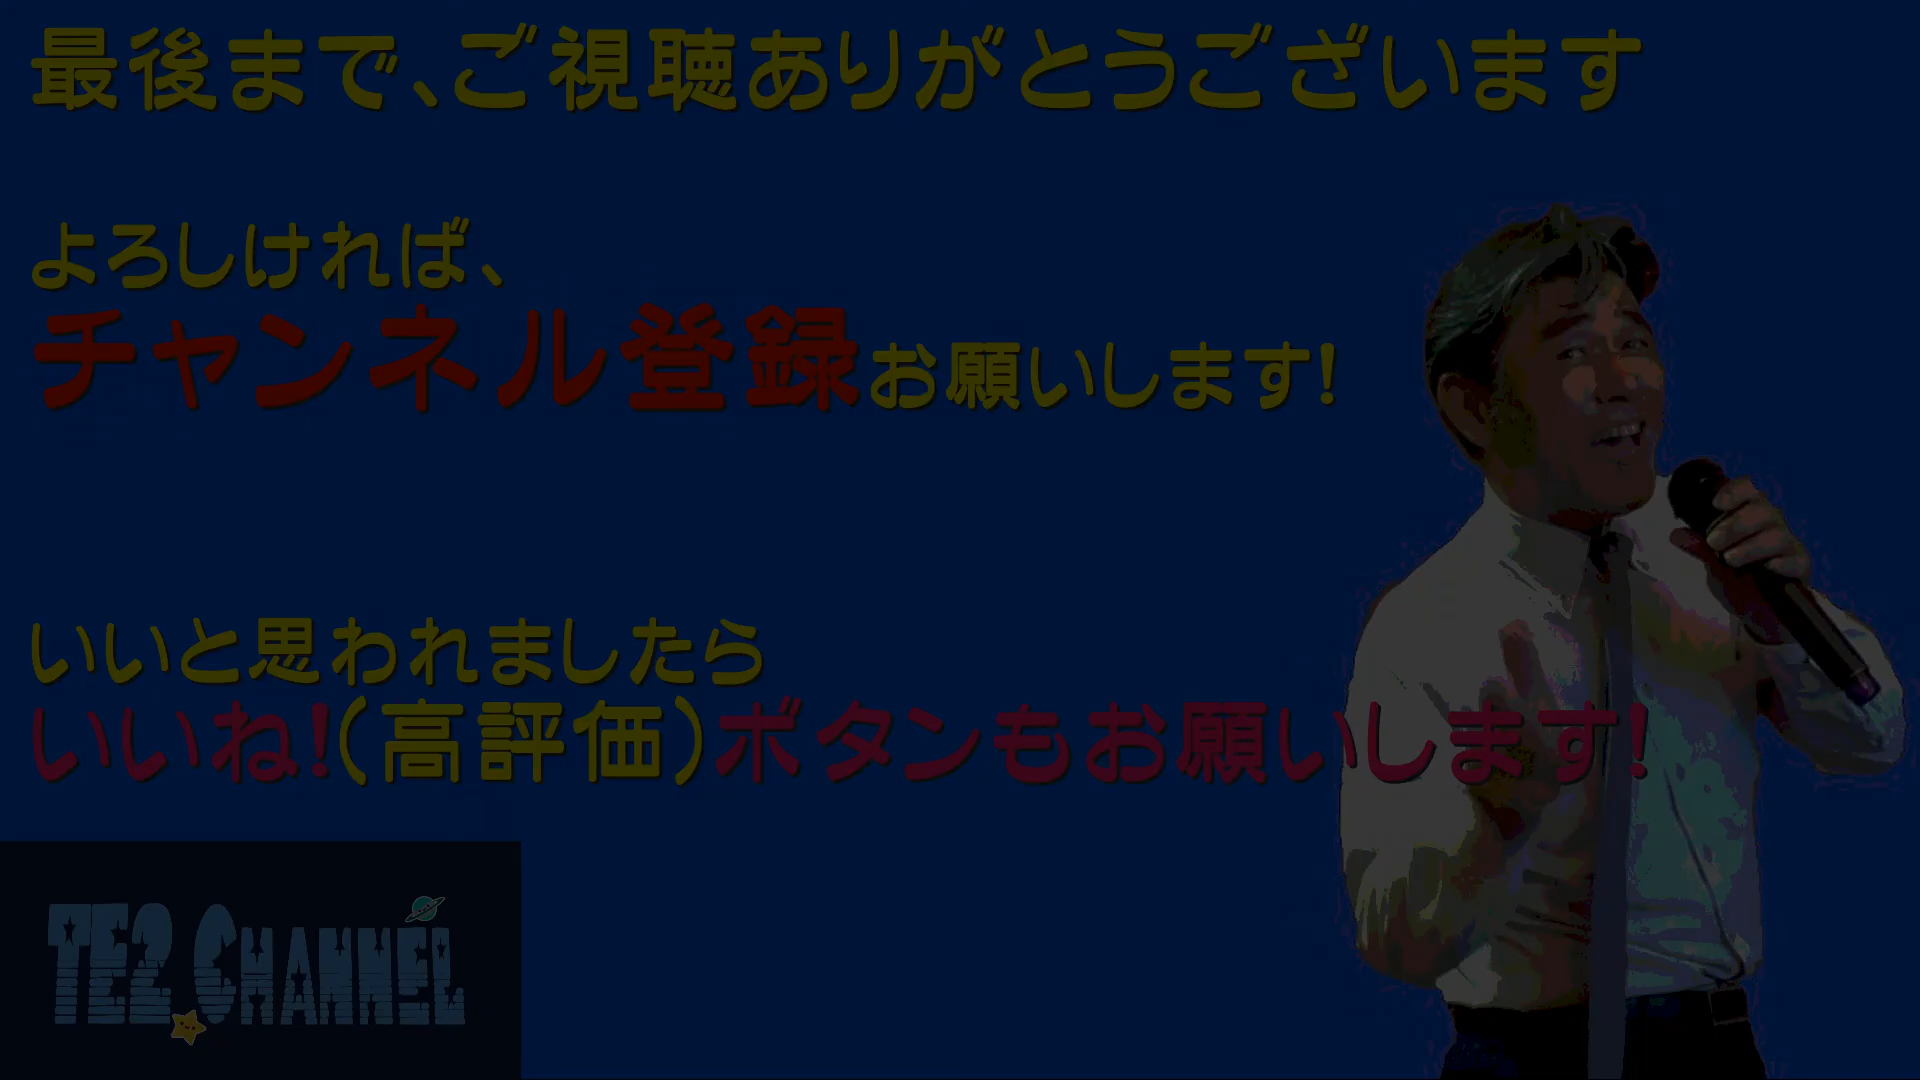 最後まで、ご視聴ありがとうございます
よろしければ、
チャンネル登録お願いします!
いいと思われましたら
いいね!(高評価)ボタンもお願いします!
TE2 CHANNEL